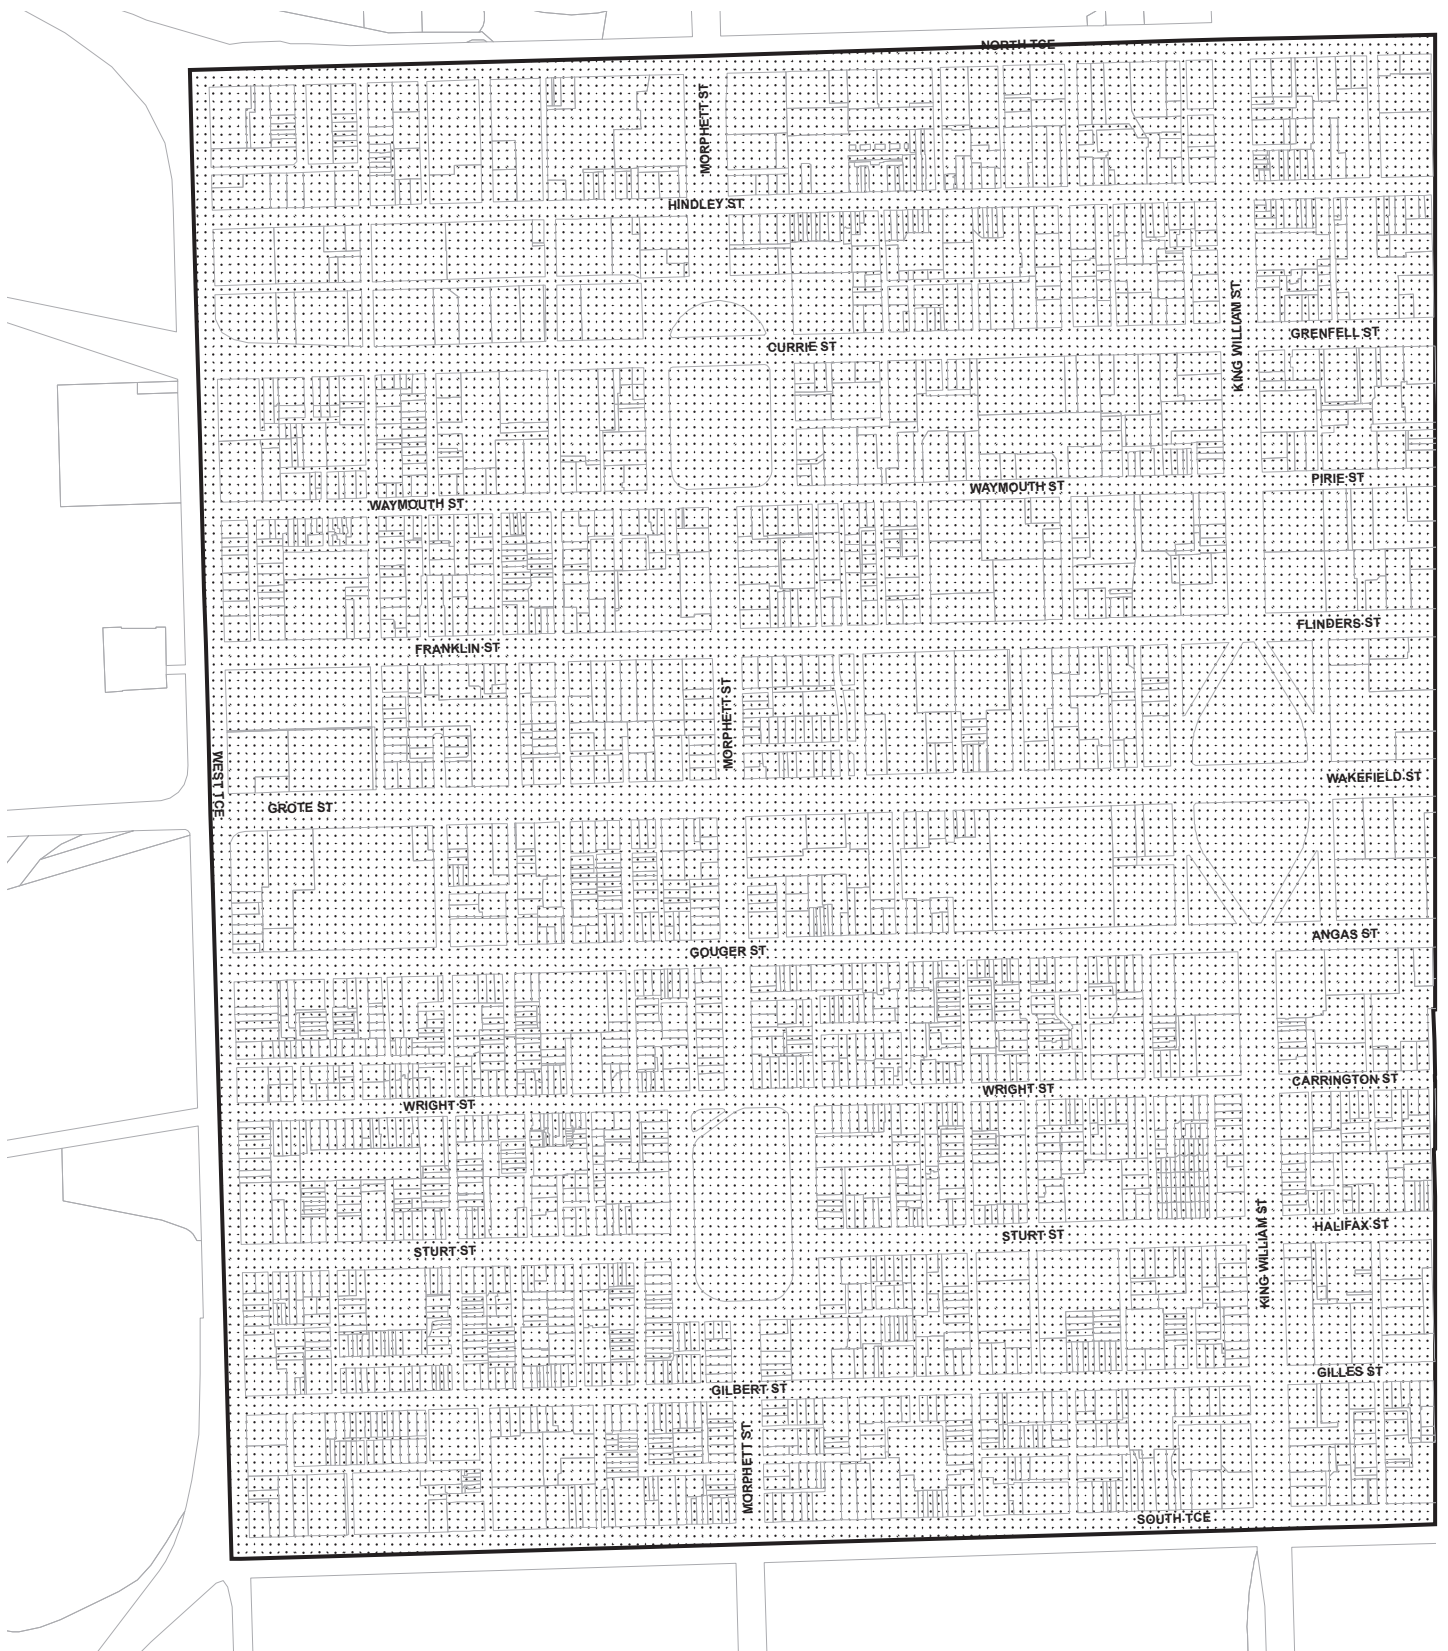 NORTH TCE
MORPHETT ST
HINDLEY ST
KING WILLIAM ST
GRENFELL ST
CURRIE ST
PIRIE ST
WAYMOUTH ST
WAYMOUTH ST
FLINDERS ST
FRANKLIN ST
MORPHETT ST
WEST TCE
WAKEFIELD ST
GROTE ST
ANGAS ST
GOUGER ST
CARRINGTON ST
WRIGHT ST
WRIGHT ST
KING WILLIAM ST
HALIFAX ST
STURT ST
STURT ST
GILLES ST
GILBERT ST
MORPHETT ST
SOUTH TCE